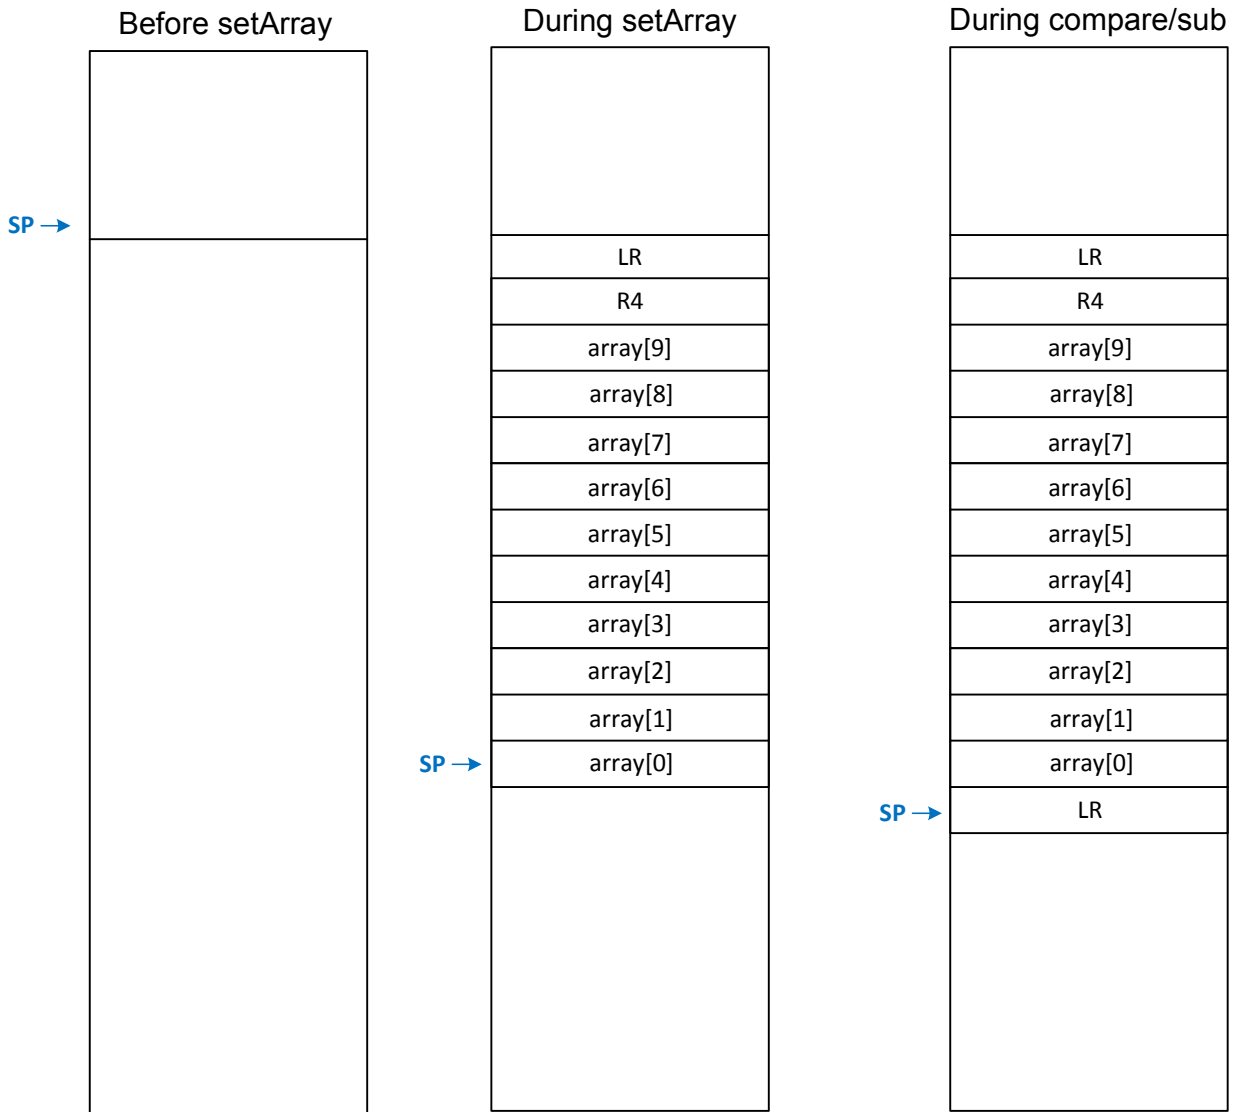 Before setArray
SP
During setArray
LR
R4
array[9]
array[8]
array[7]
array[6]
array[5]
array[4]
array[3]
array[2]
array[1]
SP
array[0]
During compare/sub
LR
R4
array[9]
array[8]
array[7]
array[6]
array[5]
array[4]
array[3]
array[2]
array[1]
array[0]
SP
LR